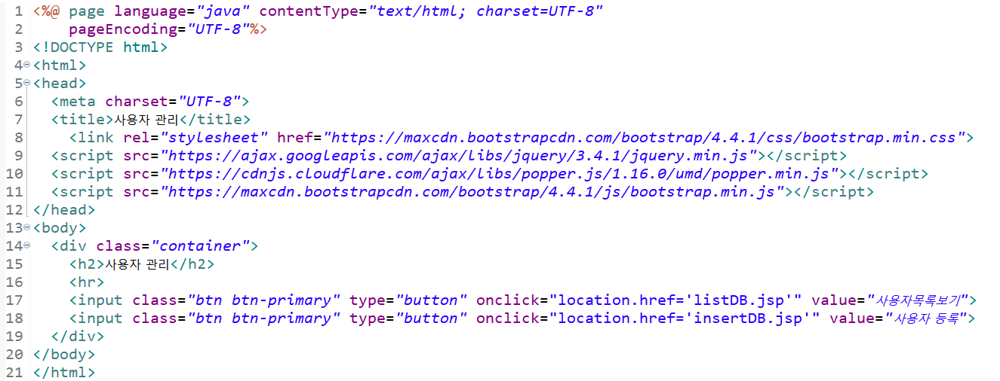 1 <%@ page language="java" contentType="text/html; charset=UTF-8"
2     pageEncoding="UTF-8"%>
3 <!DOCTYPE html>
4 <html>
5 <head>
6   <meta charset="UTF-8">
7   <title>사용자 관리</title>
8     <link rel="stylesheet" href="https://maxcdn.bootstrapcdn.com/bootstrap/4.4.1/css/bootstrap.min.css">
9   <script src="https://ajax.googleapis.com/ajax/libs/jquery/3.4.1/jquery.min.js"></script>
10   <script src="https://cdnjs.cloudflare.com/ajax/libs/popper.js/1.16.0/umd/popper.min.js"></script>
11   <script src="https://maxcdn.bootstrapcdn.com/bootstrap/4.4.1/js/bootstrap.min.js"></script>
12 </head>
13 <body>
14   <div class="container">
15     <h2>사용자 관리</h2>
16     <hr>
17     <input class="btn btn-primary" type="button" onclick="location.href='listDB.jsp'" value="사용자목록보기">
18     <input class="btn btn-primary" type="button" onclick="location.href='insertDB.jsp'" value="사용자 등록">
19   </div>
20 </body>
21 </html>